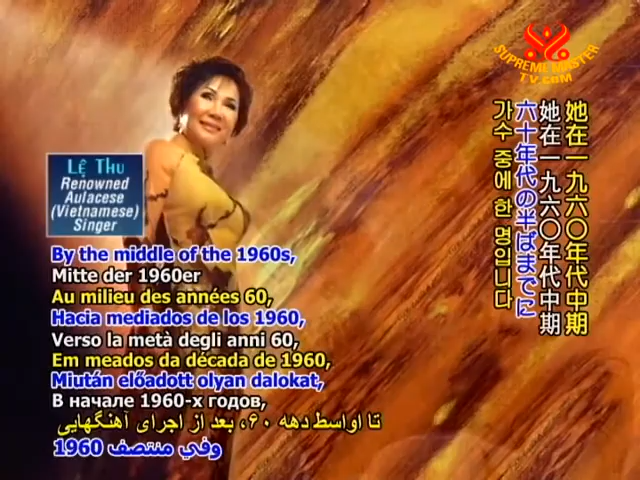 SUPREME MASTER
TV.COM
她在一九六〇年代中期
她在一九六〇年代中期
六十年代の半ばまでに
가수 중에 한 명입니다
LỆ THU
Renowned
Aulacese
(Vietnamese)
Singer
By the middle of the 1960s,
Mitte der 1960er
Au milieu des années 60,
Hacia mediados de los 1960,
Verso la metà degli anni 60,
Em meados da década de 1960,
Miután előadott olyan dalokat,
В начале 1960-х годов,
تا اواسط دهه ۶۰، بعد از اجرای آهنگهایی
وفي منتصف 1960